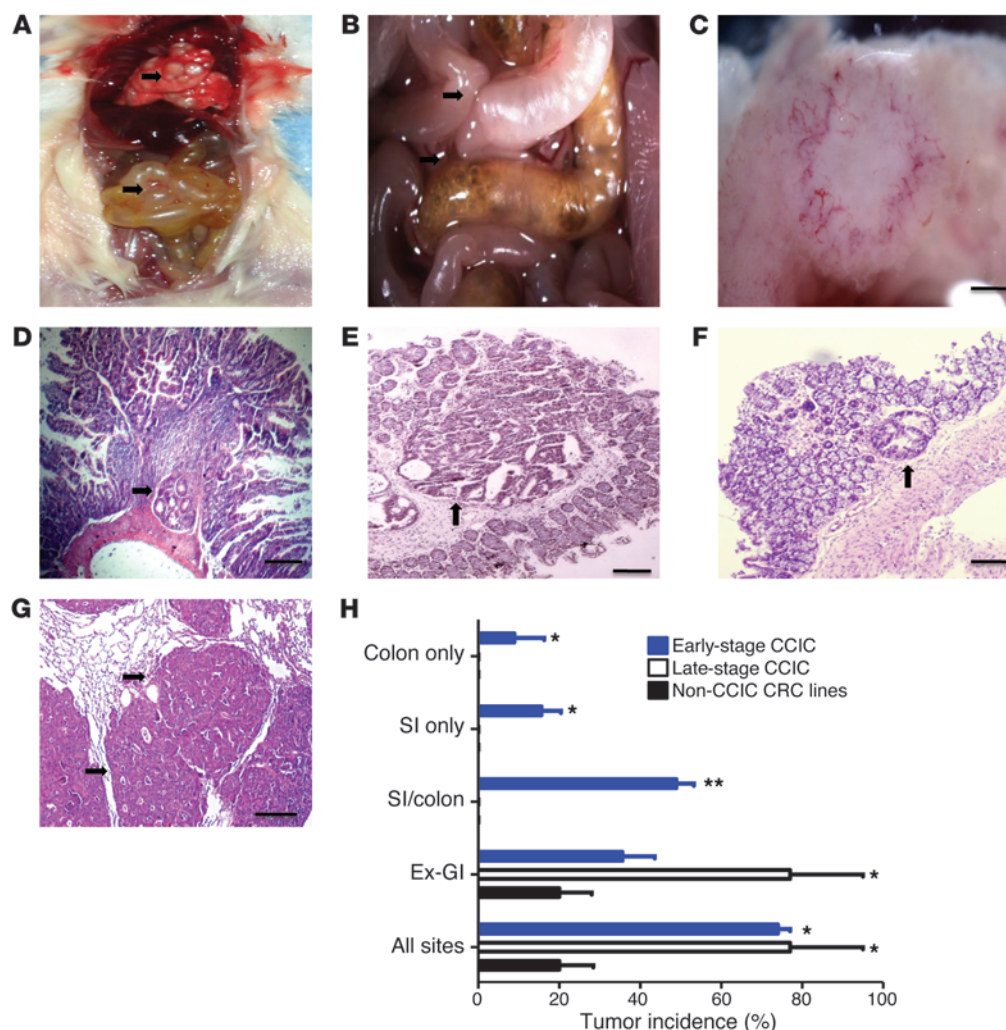 A
B
C
D
E
F
G
H
Early-stage CCIC
Late-stage CCIC
Non-CCIC CRC lines
Colon only
*
SI only
*
SI/colon
**
Ex-GI
*
All sites
*
*
0 20 40 60 80 100
Tumor incidence (%)